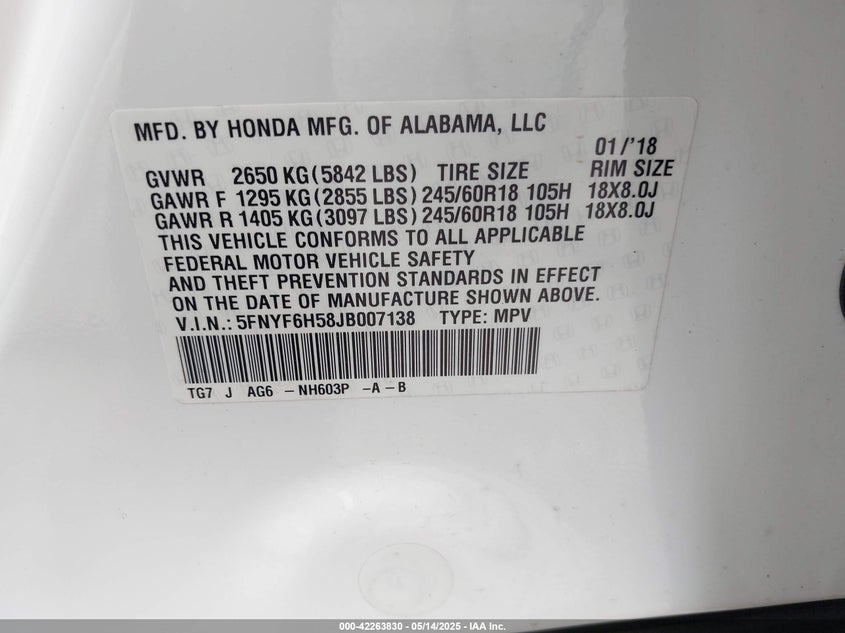 MFD. BY HONDA MFG. OF ALABAMA, LLC
01/'18
GVWR 2650 KG(5842 LBS) TIRE SIZE RIM SIZE
GAWR F 1295 KG(2855 LBS)245/60R18 105H 18X8.0J
GAWR R 1405 KG(3097 LBS)245/60R18 105H 18X8.0J
THIS VEHICLE CONFORMS TO ALL APPLICABLE
FEDERAL MOTOR VEHICLE SAFETY
AND THEFT PREVENTION STANDARDS IN EFFECT
ON THE DATE OF MANUFACTURE SHOWN ABOVE.
V.I.N.: 5FNYF6H58JB007138 TYPE: MPV
TG7 J AG6 -NH603P -A-B
000-42263830 - 05/14/2025 - IAA Inc.